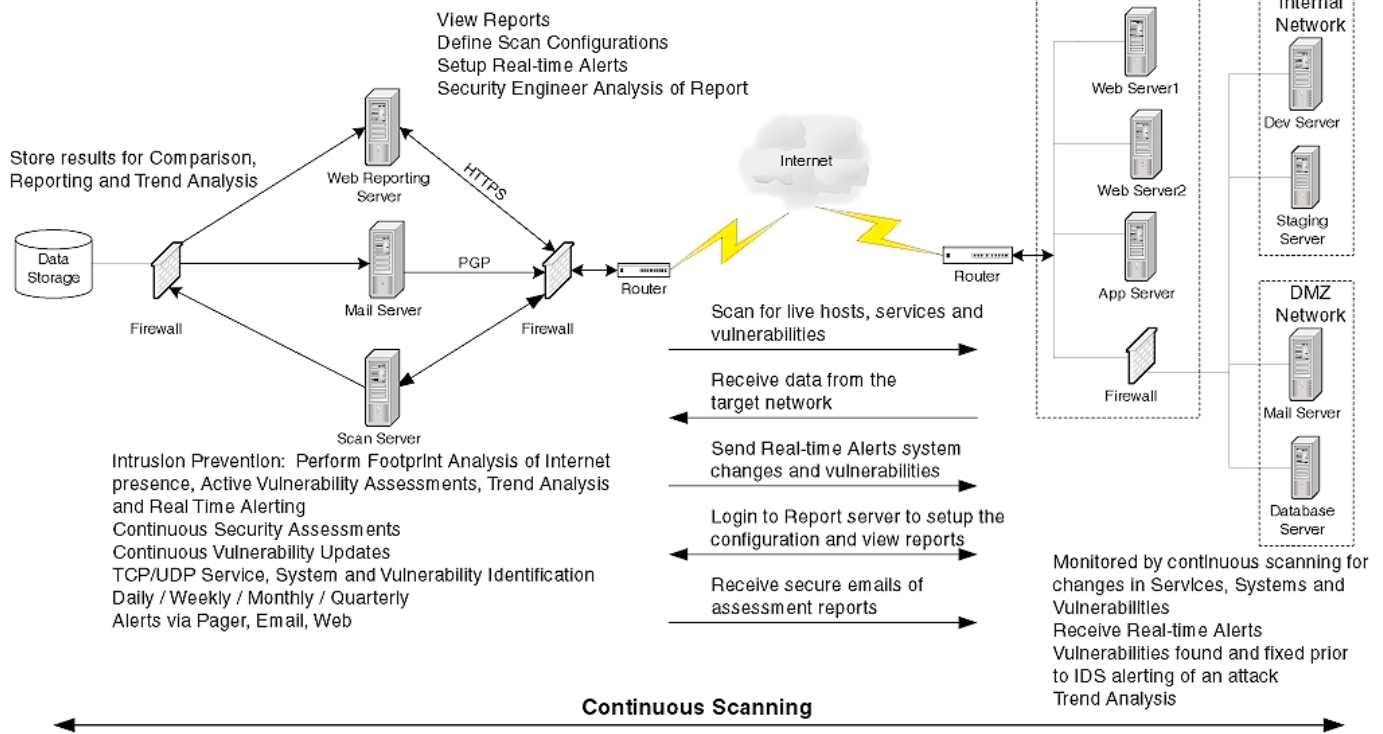 View Reports
Define Scan Configurations
Setup Real-time Alerts
Security Engineer Analysis of Report
Store results for Comparison,
Reporting and Trend Analysis
Data
Storage
Firewall
Web Reporting
Server
HTTPS
Mail Server
PGP
Scan Server
Firewall
Router
Internet
Router
Web Server1
Web Server2
App Server
Firewall
Internal
Network
Dev Server
Staging
Server
DMZ
Network
Mail Server
Database
Server
Scan for live hosts, services and
vulnerabilities
Receive data from the
target network
Send Real-time Alerts system
changes and vulnerabilities
Login to Report server to setup the
configuration and view reports
Receive secure emails of
assessment reports
Intrusion Prevention: Perform Footprint Analysis of Internet
presence, Active Vulnerability Assessments, Trend Analysis
and Real Time Alerting
Continuous Security Assessments
Continuous Vulnerability Updates
TCP/UDP Service, System and Vulnerability Identification
Daily / Weekly / Monthly / Quarterly
Alerts via Pager, Email, Web
Monitored by continuous scanning for
changes in Services, Systems and
Vulnerabilities
Receive Real-time Alerts
Vulnerabilities found and fixed prior
to IDS alerting of an attack
Trend Analysis
Continuous Scanning